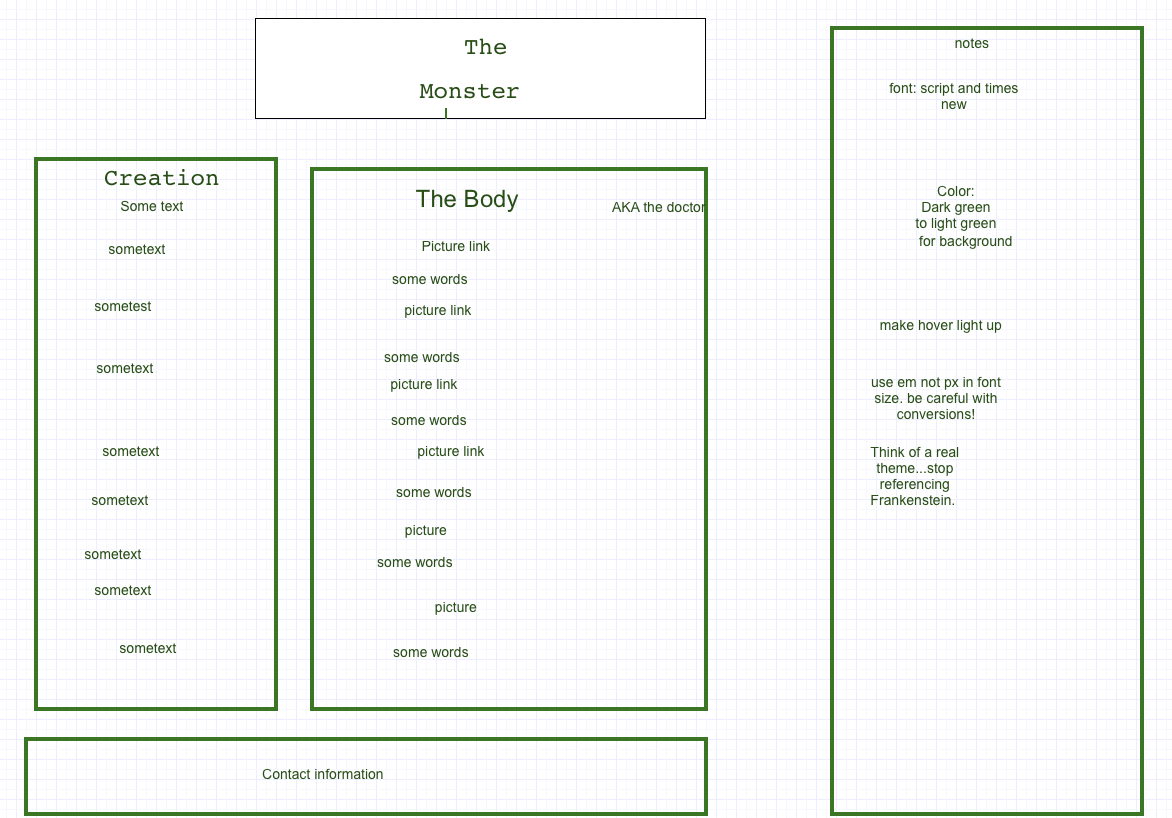 The
Monster
Creation
Some text
sometext
sometest
sometext
sometext
sometext
sometext
sometext
sometext
The Body
AKA the doctor
Picture link
some words
picture link
some words
picture link
some words
picture link
some words
picture
some words
picture
some words
Contact information
notes
font: script and times
new
Color:
Dark green
to light green
for background
make hover light up
use em not px in font
size. be careful with
conversions!
Think of a real
theme...stop
referencing
Frankenstein.